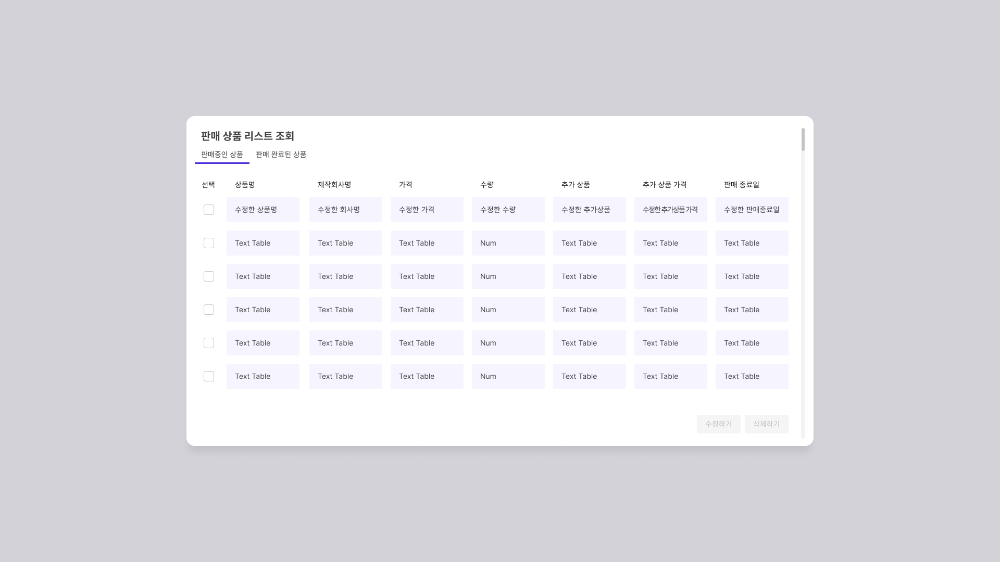 판매 상품 리스트 조회
판매중인 상품 판매 완료된 상품
선택 상품명 제작회사명 가격 수량 추가 상품 추가 상품 가격 판매 종료일
수정한 상품명 수정한 회사명 수정한 가격 수정한 수량 수정한 추가상품 수정한 추가상품 가격 수정한 판매종료일
Text Table Text Table Text Table Num Text Table Text Table Text Table
Text Table Text Table Text Table Num Text Table Text Table Text Table
Text Table Text Table Text Table Num Text Table Text Table Text Table
Text Table Text Table Text Table Num Text Table Text Table Text Table
Text Table Text Table Text Table Num Text Table Text Table Text Table
수정하기 삭제하기